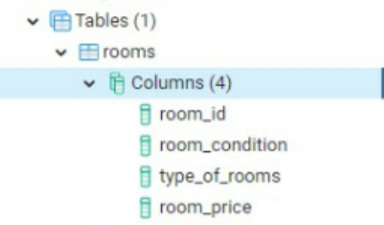 Tables (1)
rooms
Columns (4)
room_id
room_condition
type_of_rooms
room_price